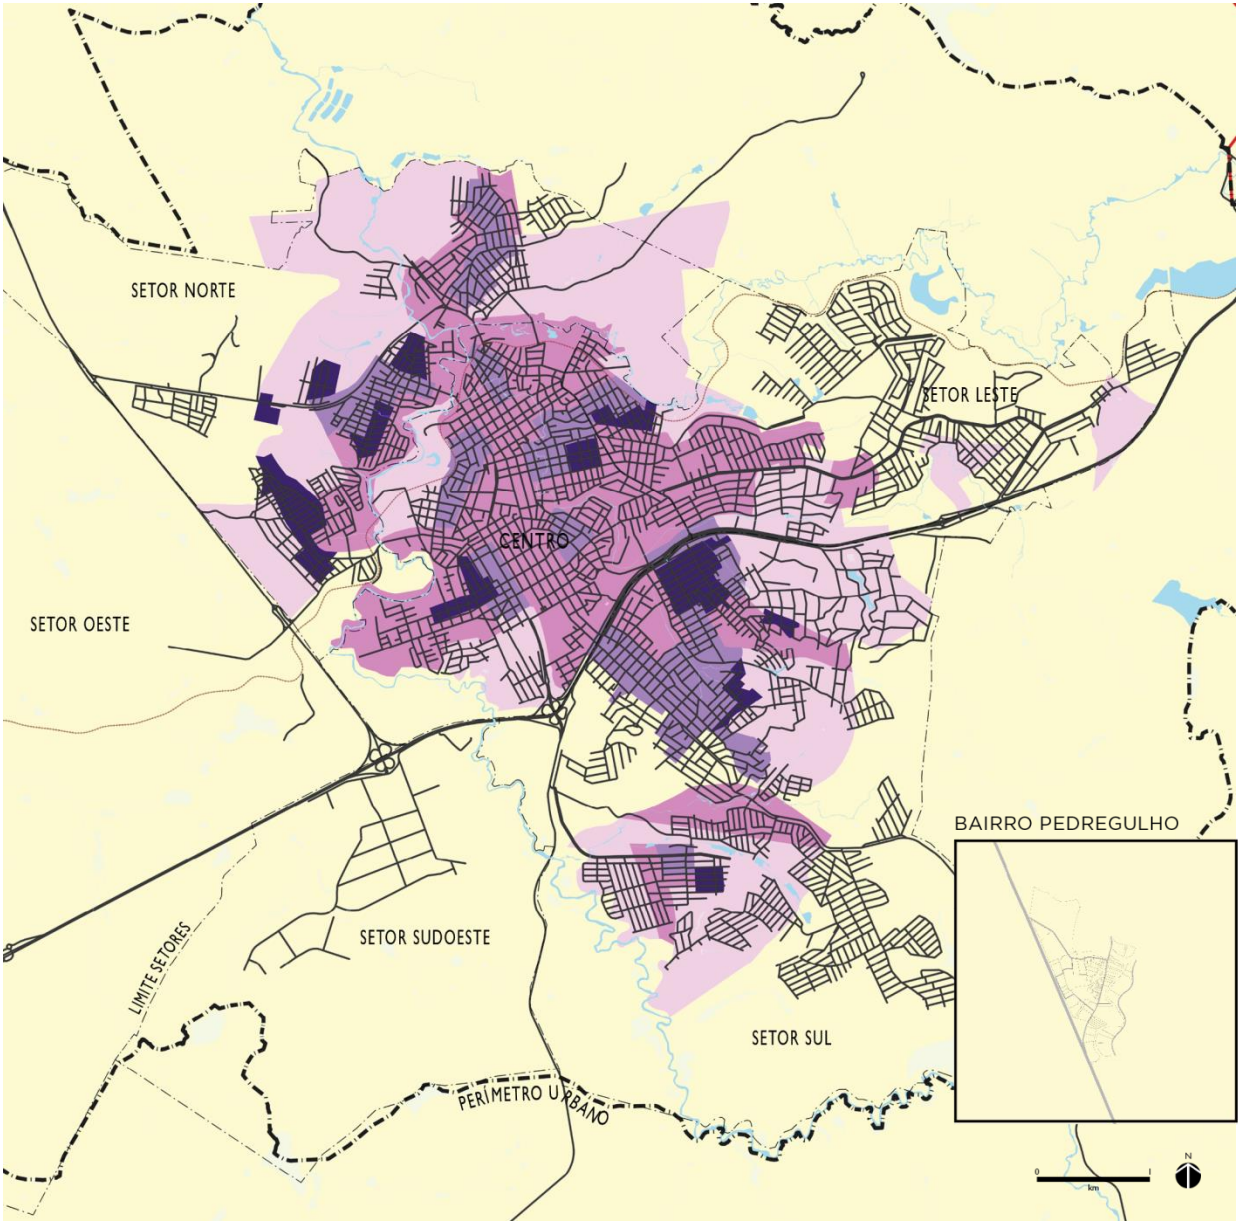 SETOR NORTE
SETOR LESTE
CENTRO
SETOR OESTE
BAIRRO PEDREGULHO
SETOR SUDOESTE
LIMITE SETORES
SETOR SUL
PERÍMETRO URBANO
N
0 1
km